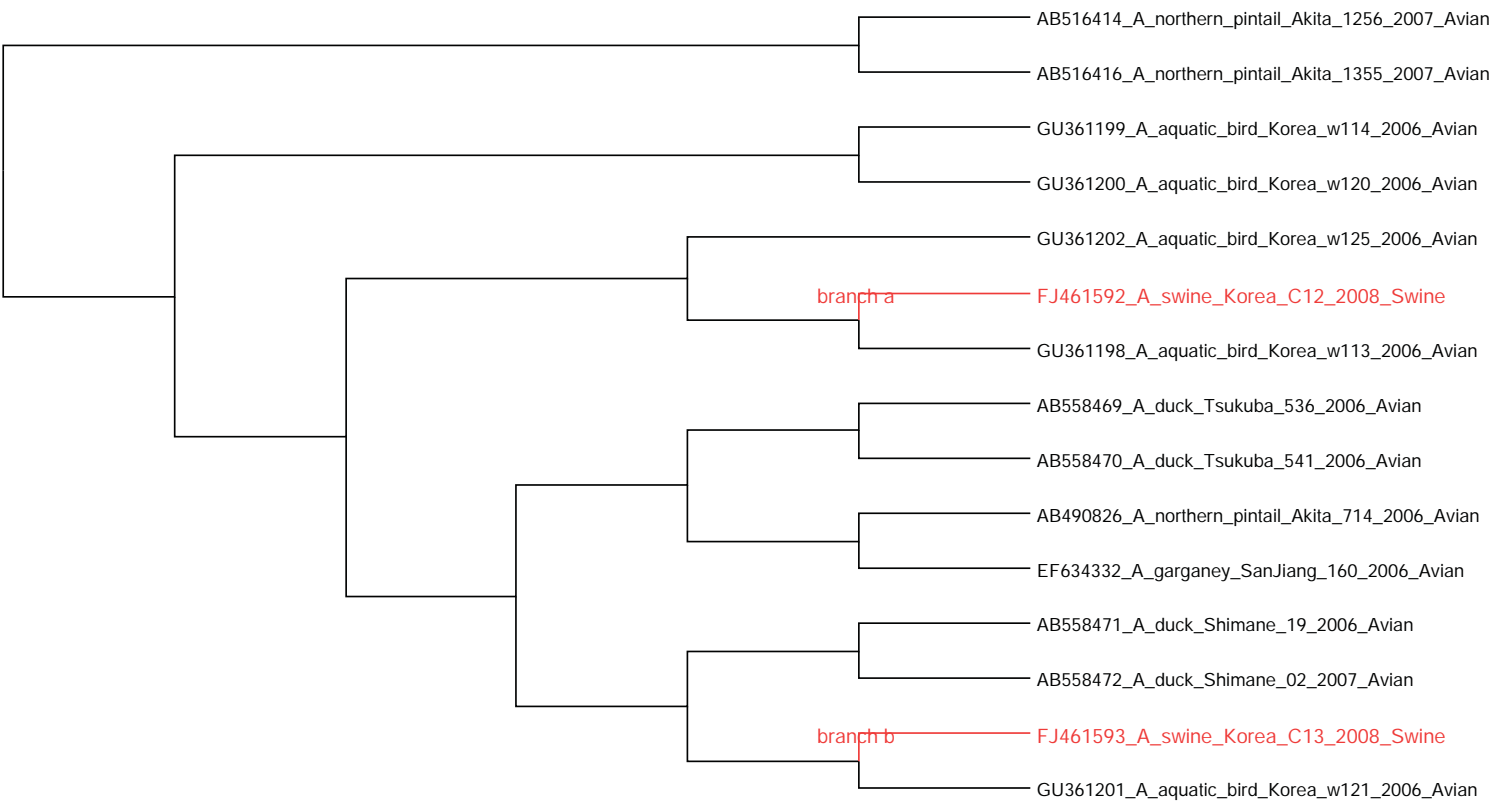 AB516414_A_northern_pintail_Akita_1256_2007_Avian
AB516416_A_northern_pintail_Akita_1355_2007_Avian
GU361199_A_aquatic_bird_Korea_w114_2006_Avian
GU361200_A_aquatic_bird_Korea_w120_2006_Avian
GU361202_A_aquatic_bird_Korea_w125_2006_Avian
branch a FJ461592_A_swine_Korea_C12_2008_Swine
GU361198_A_aquatic_bird_Korea_w113_2006_Avian
AB558469_A_duck_Tsukuba_536_2006_Avian
AB558470_A_duck_Tsukuba_541_2006_Avian
AB490826_A_northern_pintail_Akita_714_2006_Avian
EF634332_A_garganey_SanJiang_160_2006_Avian
AB558471_A_duck_Shimane_19_2006_Avian
AB558472_A_duck_Shimane_02_2007_Avian
branch b FJ461593_A_swine_Korea_C13_2008_Swine
GU361201_A_aquatic_bird_Korea_w121_2006_Avian